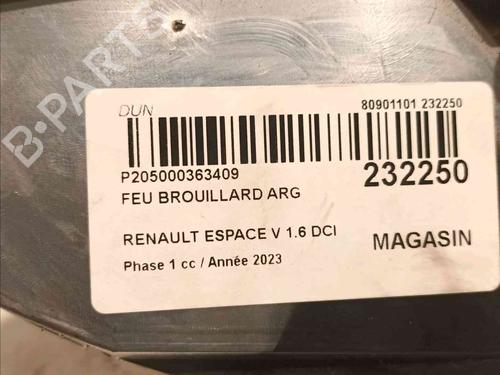 DUN
80901101 232250
P205000363409
232250
FEU BROUILLARD ARG
RENAULT ESPACE V 1.6 DCI
MAGASIN
Phase 1 cc / Année 2023
B-PARTS